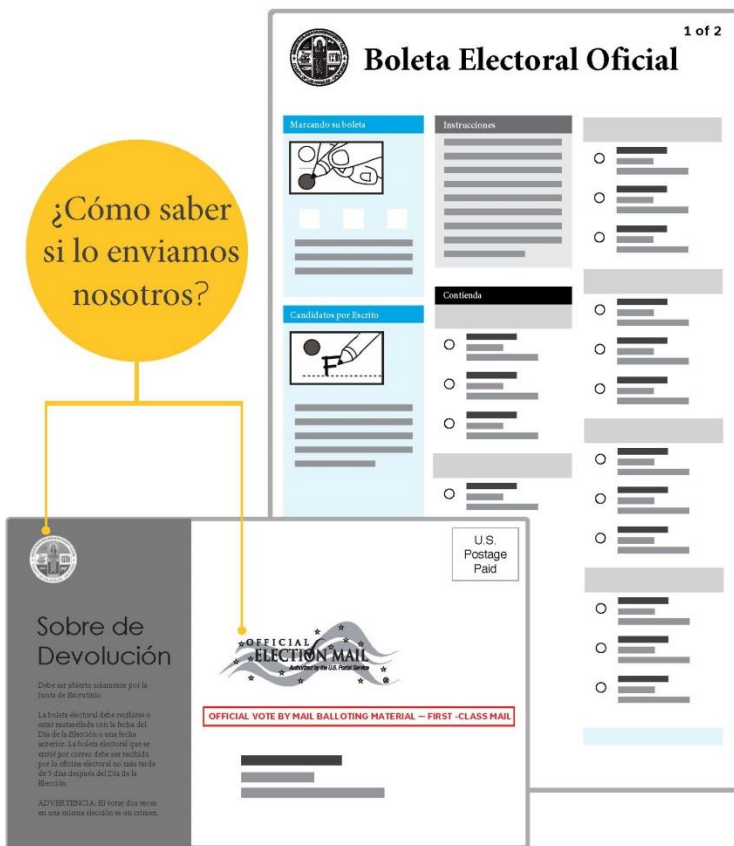 1 of 2
Boleta Electoral Oficial
Marcando su boleta
Instrucciones
Candidatos por Escrito
F
Contienda
¿Cómo saber
si lo enviamos
nosotros?
U.S.
Postage
Paid
Sobre de
Devolución
Debe ser abierto solamente por la
Junta de Escrutinio.
La boleta electoral debe recibirse o
estar matasellada con la fecha del
Día de la Elección o una fecha
anterior. La boleta electoral que se
envíe por correo debe ser recibida
por la oficina electoral no más tarde
de 3 días después del Día de la
Elección.
ADVERTENCIA: El votar dos veces
en una misma elección es un crimen.
OFFICIAL
ELECTION MAIL
Authorized by the U.S. Postal Service
®
OFFICIAL VOTE BY MAIL BALLOTING MATERIAL — FIRST -CLASS MAIL